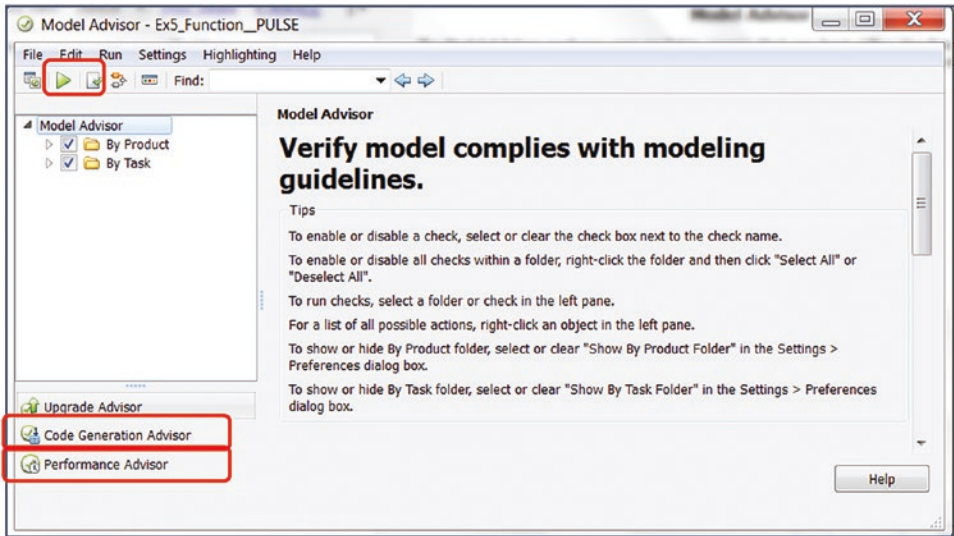 Model Advisor - Ex5_Function__PULSE
File Edit Run Settings Highlighting Help
Find:
Model Advisor
By Product
By Task
Upgrade Advisor
Code Generation Advisor
Performance Advisor
Model Advisor
Verify model complies with modeling
guidelines.
Tips
To enable or disable a check, select or clear the check box next to the check name.
To enable or disable all checks within a folder, right-click the folder and then click "Select All" or
"Deselect All".
To run checks, select a folder or check in the left pane.
For a list of all possible actions, right-click an object in the left pane.
To show or hide By Product folder, select or clear "Show By Product Folder" in the Settings >
Preferences dialog box.
To show or hide By Task folder, select or clear "Show By Task Folder" in the Settings > Preferences
dialog box.
Help